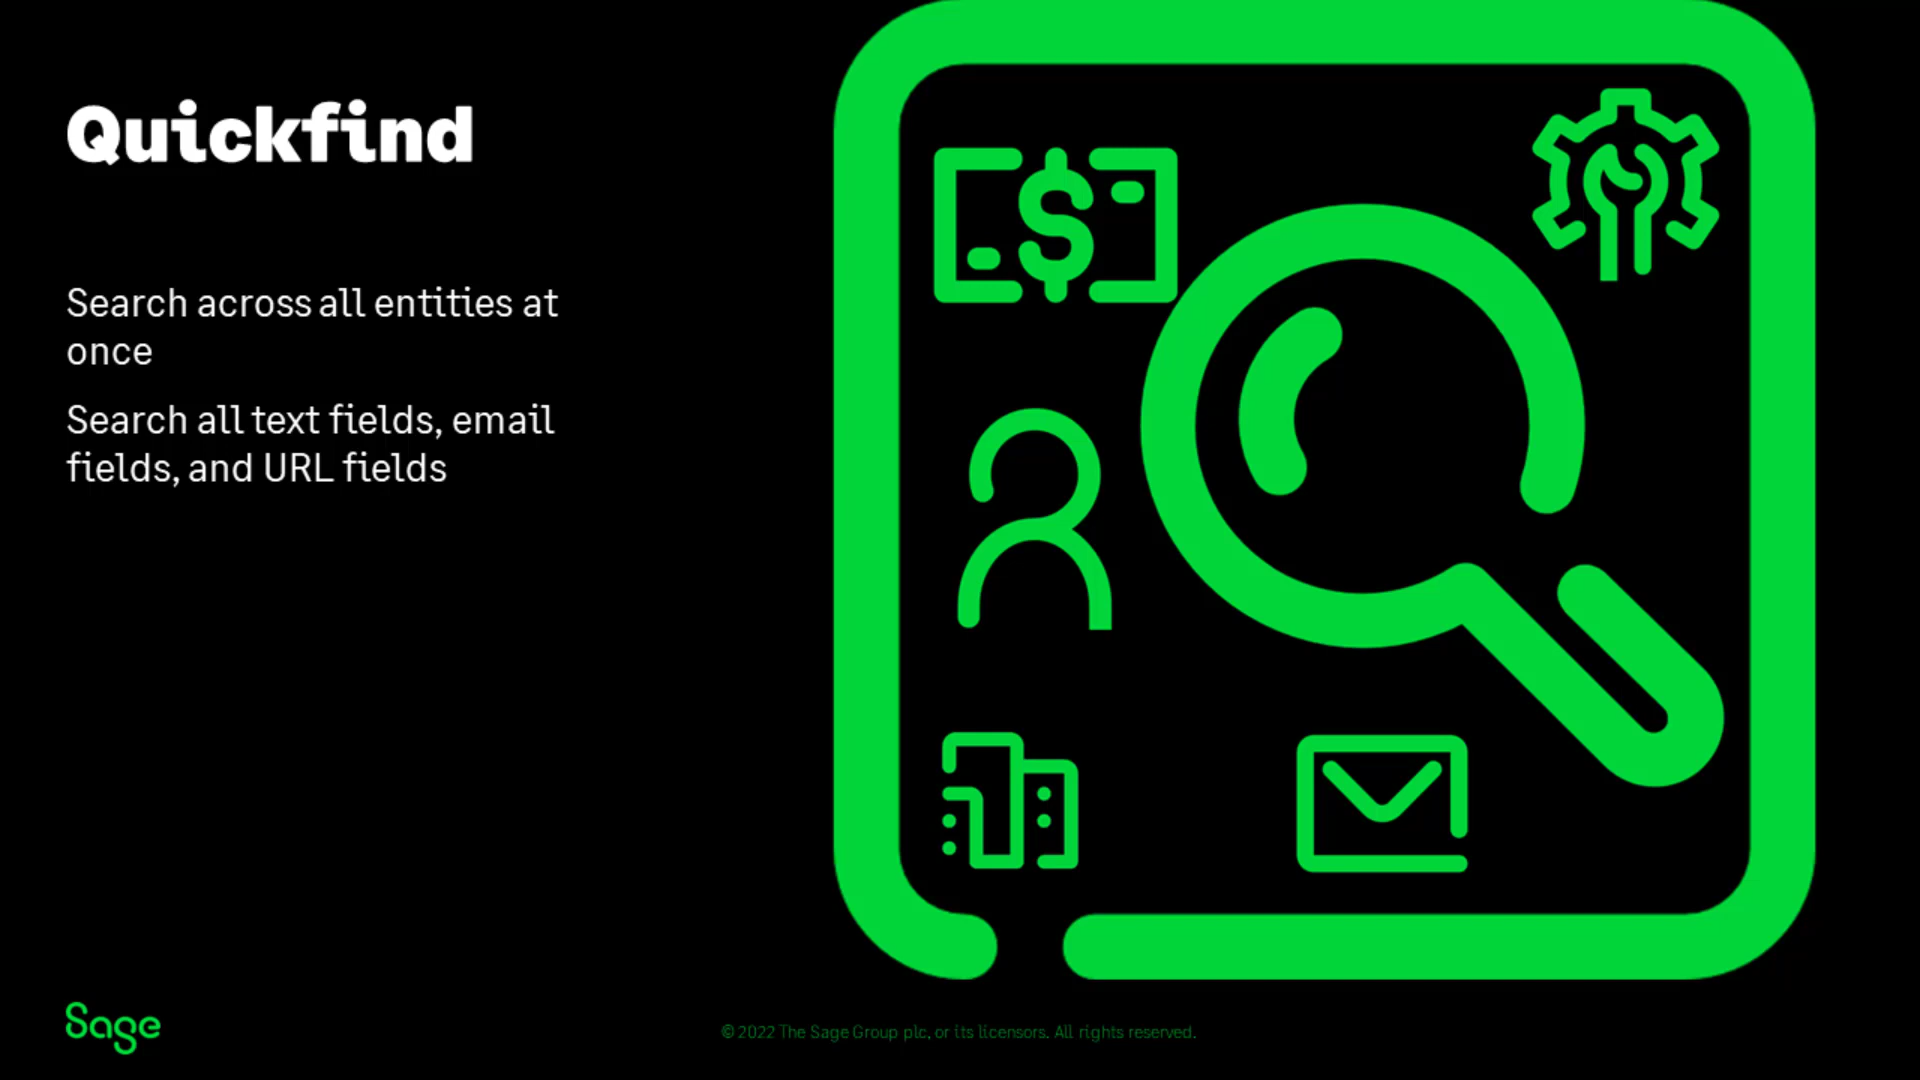 Quickfind
Search across all entities at
once
Search all text fields, email
fields, and URL fields
Sage
© 2022 The Sage Group plc, or its licensors. All rights reserved.